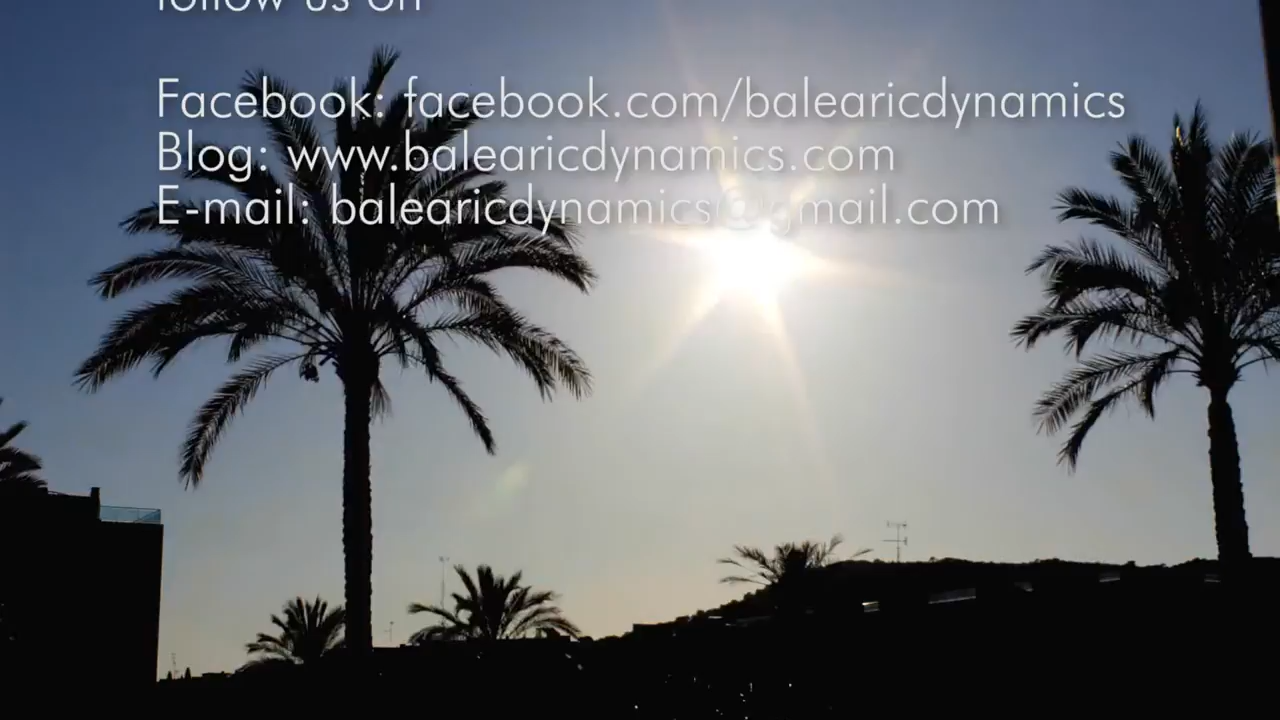 follow us on
Facebook: facebook.com/balearicdynamics
Blog: www.balearicdynamics.com
E-mail: balearicdynamics@gmail.com